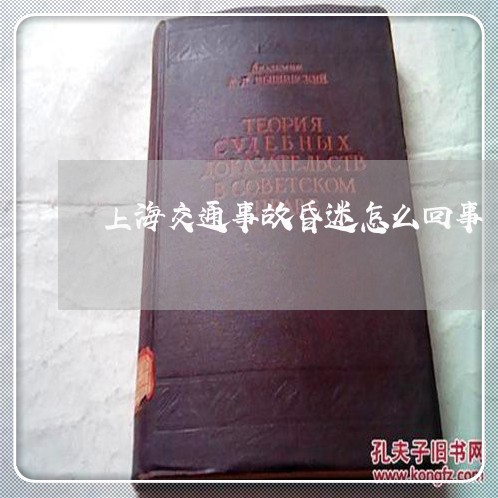 Академик
А. Я. ВЫШИНСКИЙ
ТЕОРИЯ
СУДЕБНЫХ
ДОКАЗАТЕЛЬСТВ
В СОВЕТСКОМ
ПРАВЕ
上海交通事故昏迷怎么回事
孔夫子旧书网
kongfz.com